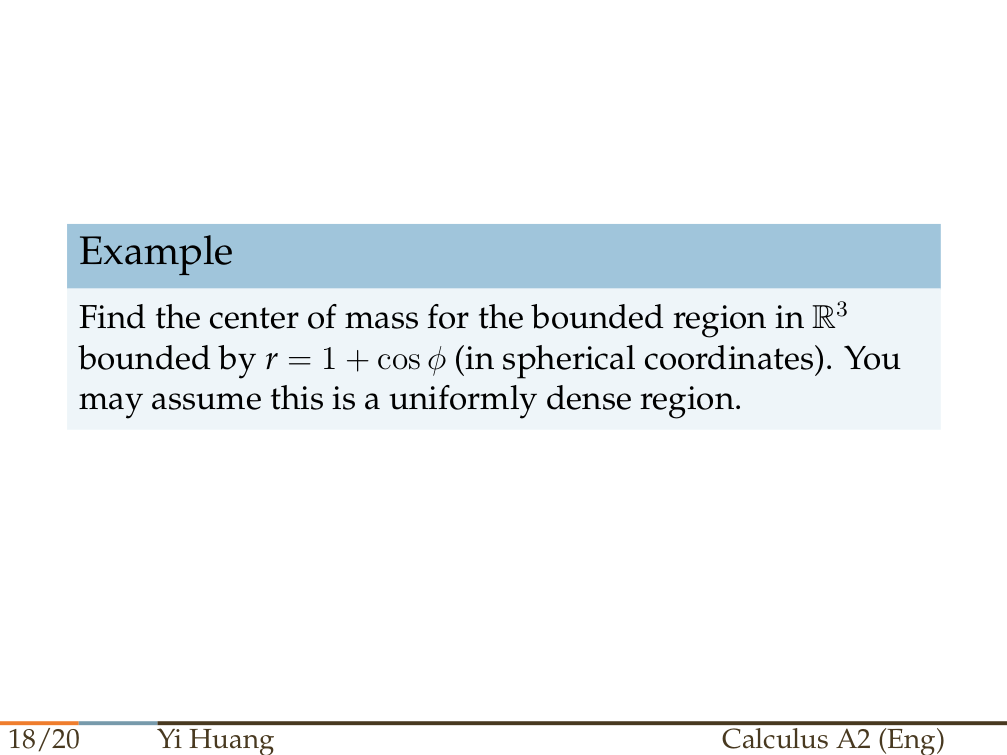 Example
Find the center of mass for the bounded region in ℝ³
bounded by r = 1 + cos ϕ (in spherical coordinates). You
may assume this is a uniformly dense region.
18/20 Yi Huang Calculus A2 (Eng)